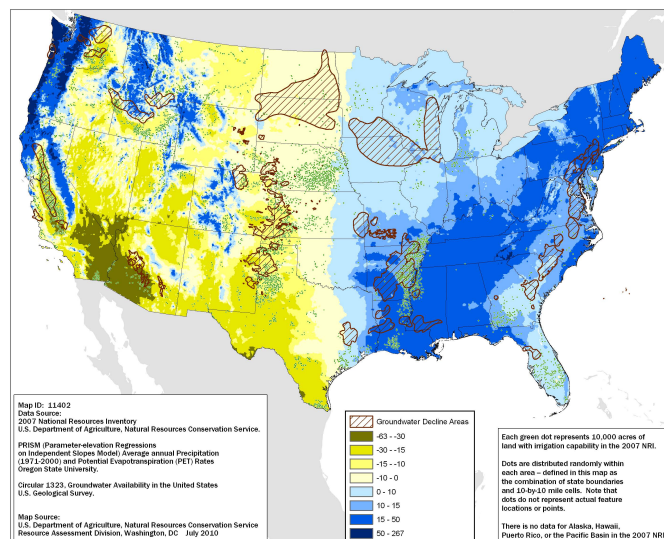 Map ID: 11402
Data Source:
2007 National Resources Inventory
U.S. Department of Agriculture, Natural Resources Conservation Service.
PRISM (Parameter-elevation Regressions
on Independent Slopes Model) Average annual Precipitation
(1971-2000) and Potential Evapotranspiration (PET) Rates
Oregon State University.
Circular 1323, Groundwater Availability in the United States
U.S. Geological Survey.
Map Source:
U.S. Department of Agriculture, Natural Resources Conservation Service
Resource Assessment Division, Washington, DC July 2010
Groundwater Decline Areas
-63 - -30
-30 - -15
-15 - -10
-10 - 0
0 - 10
10 - 15
15 - 50
50 - 267
Each green dot represents 10,000 acres of
land with irrigation capability in the 2007 NRI.
Dots are distributed randomly within
each area – defined in this map as
the combination of state boundaries
and 10-by-10 mile cells. Note that
dots do not represent actual feature
locations or points.
There is no data for Alaska, Hawaii,
Puerto Rico, or the Pacific Basin in the 2007 NRI